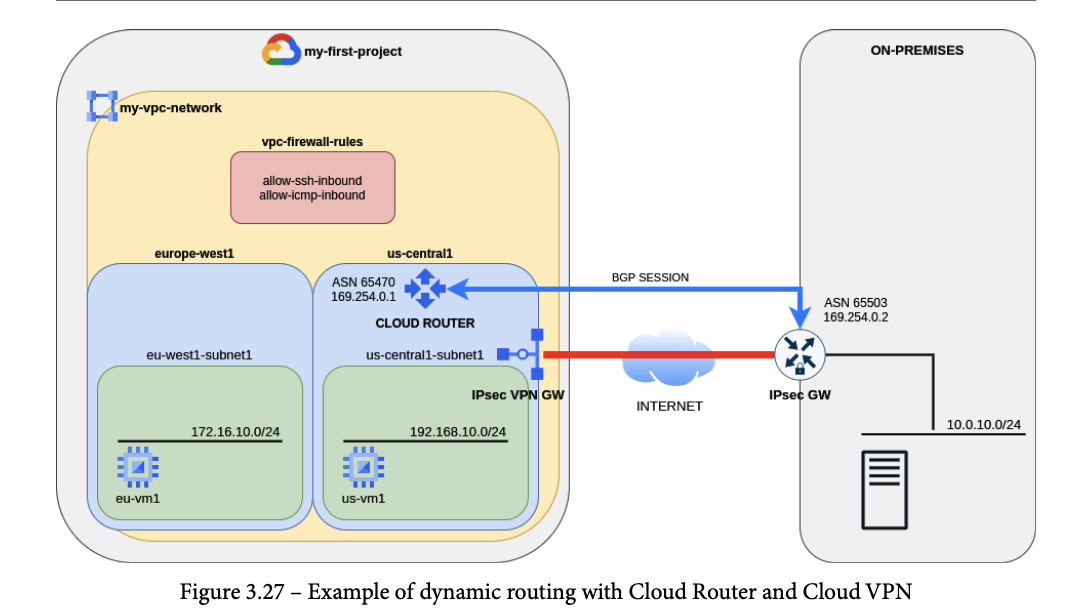 my-first-project
ON-PREMISES
my-vpc-network
vpc-firewall-rules
allow-ssh-inbound
allow-icmp-inbound
europe-west1
us-central1
ASN 65470
169.254.0.1
CLOUD ROUTER
BGP SESSION
ASN 65503
169.254.0.2
eu-west1-subnet1
us-central1-subnet1
IPsec VPN GW
INTERNET
IPsec GW
172.16.10.0/24
192.168.10.0/24
10.0.10.0/24
eu-vm1
us-vm1
Figure 3.27 – Example of dynamic routing with Cloud Router and Cloud VPN